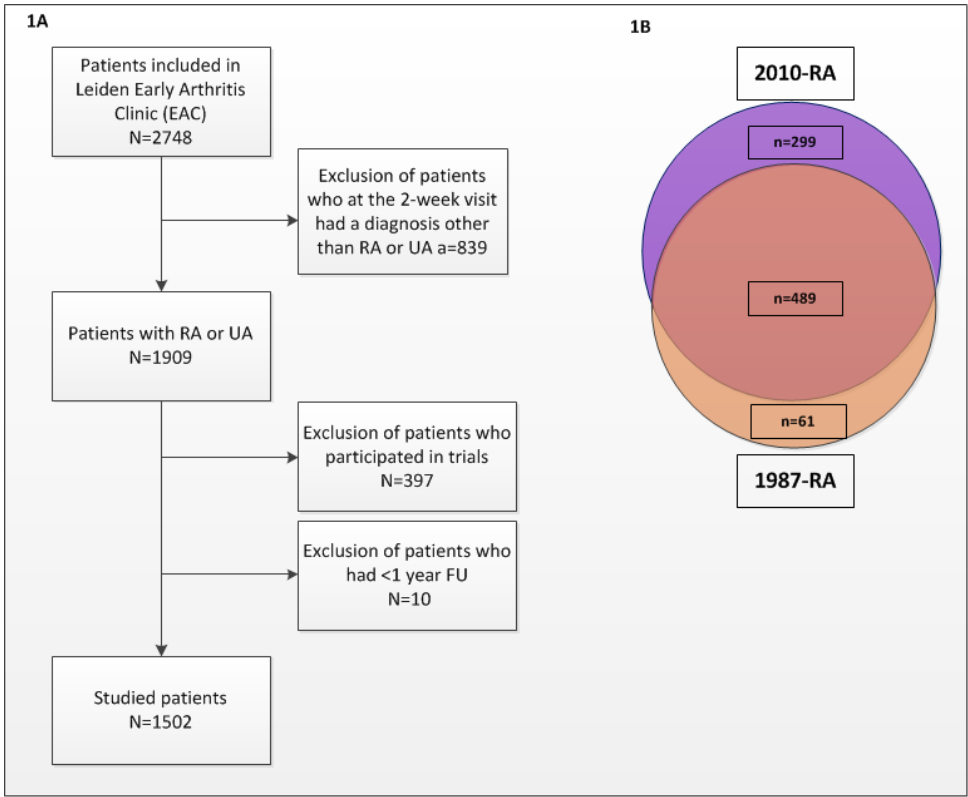 1A
Patients included in
Leiden Early Arthritis
Clinic (EAC)
N=2748
Exclusion of patients
who at the 2-week visit
had a diagnosis other
than RA or UA a=839
Patients with RA or UA
N=1909
Exclusion of patients who
participated in trials
N=397
Exclusion of patients who
had <1 year FU
N=10
Studied patients
N=1502
1B
2010-RA
n=299
n=489
n=61
1987-RA